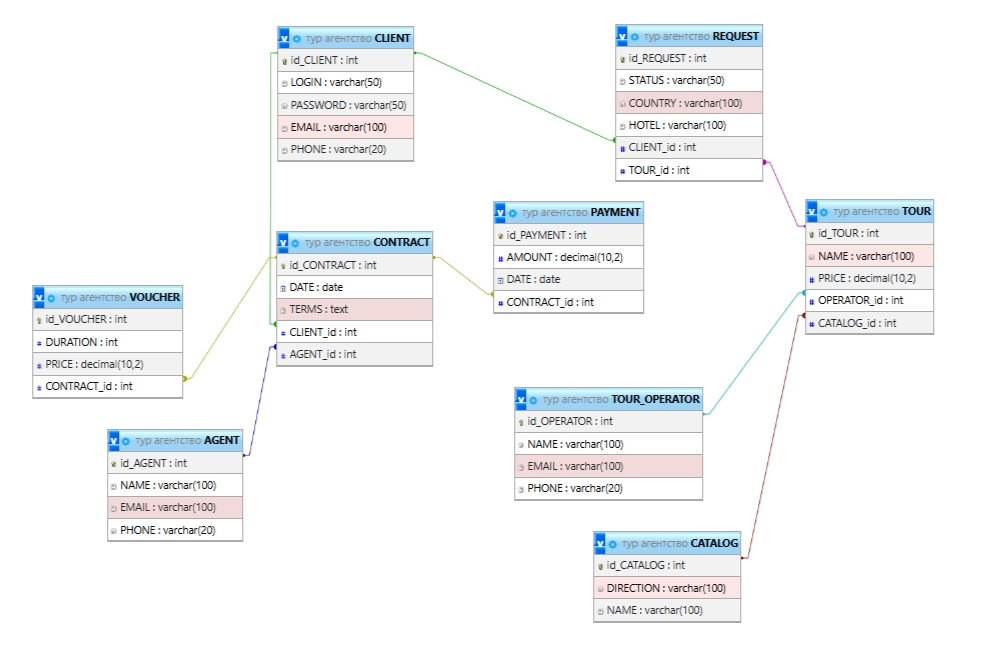 тур агентство CLIENT
id_CLIENT : int
LOGIN : varchar(50)
PASSWORD : varchar(50)
EMAIL : varchar(100)
PHONE : varchar(20)
тур агентство REQUEST
id_REQUEST : int
STATUS : varchar(50)
COUNTRY : varchar(100)
HOTEL : varchar(100)
# CLIENT_id : int
# TOUR_id : int
тур агентство PAYMENT
id_PAYMENT : int
# AMOUNT : decimal(10,2)
DATE : date
# CONTRACT_id : int
тур агентство TOUR
id_TOUR : int
NAME : varchar(100)
# PRICE : decimal(10,2)
# OPERATOR_id : int
# CATALOG_id : int
тур агентство CONTRACT
id_CONTRACT : int
DATE : date
TERMS : text
# CLIENT_id : int
# AGENT_id : int
тур агентство VOUCHER
id_VOUCHER : int
# DURATION : int
# PRICE : decimal(10,2)
# CONTRACT_id : int
тур агентство TOUR_OPERATOR
id_OPERATOR : int
NAME : varchar(100)
EMAIL : varchar(100)
PHONE : varchar(20)
тур агентство AGENT
id_AGENT : int
NAME : varchar(100)
EMAIL : varchar(100)
PHONE : varchar(20)
тур агентство CATALOG
id_CATALOG : int
DIRECTION : varchar(100)
NAME : varchar(100)